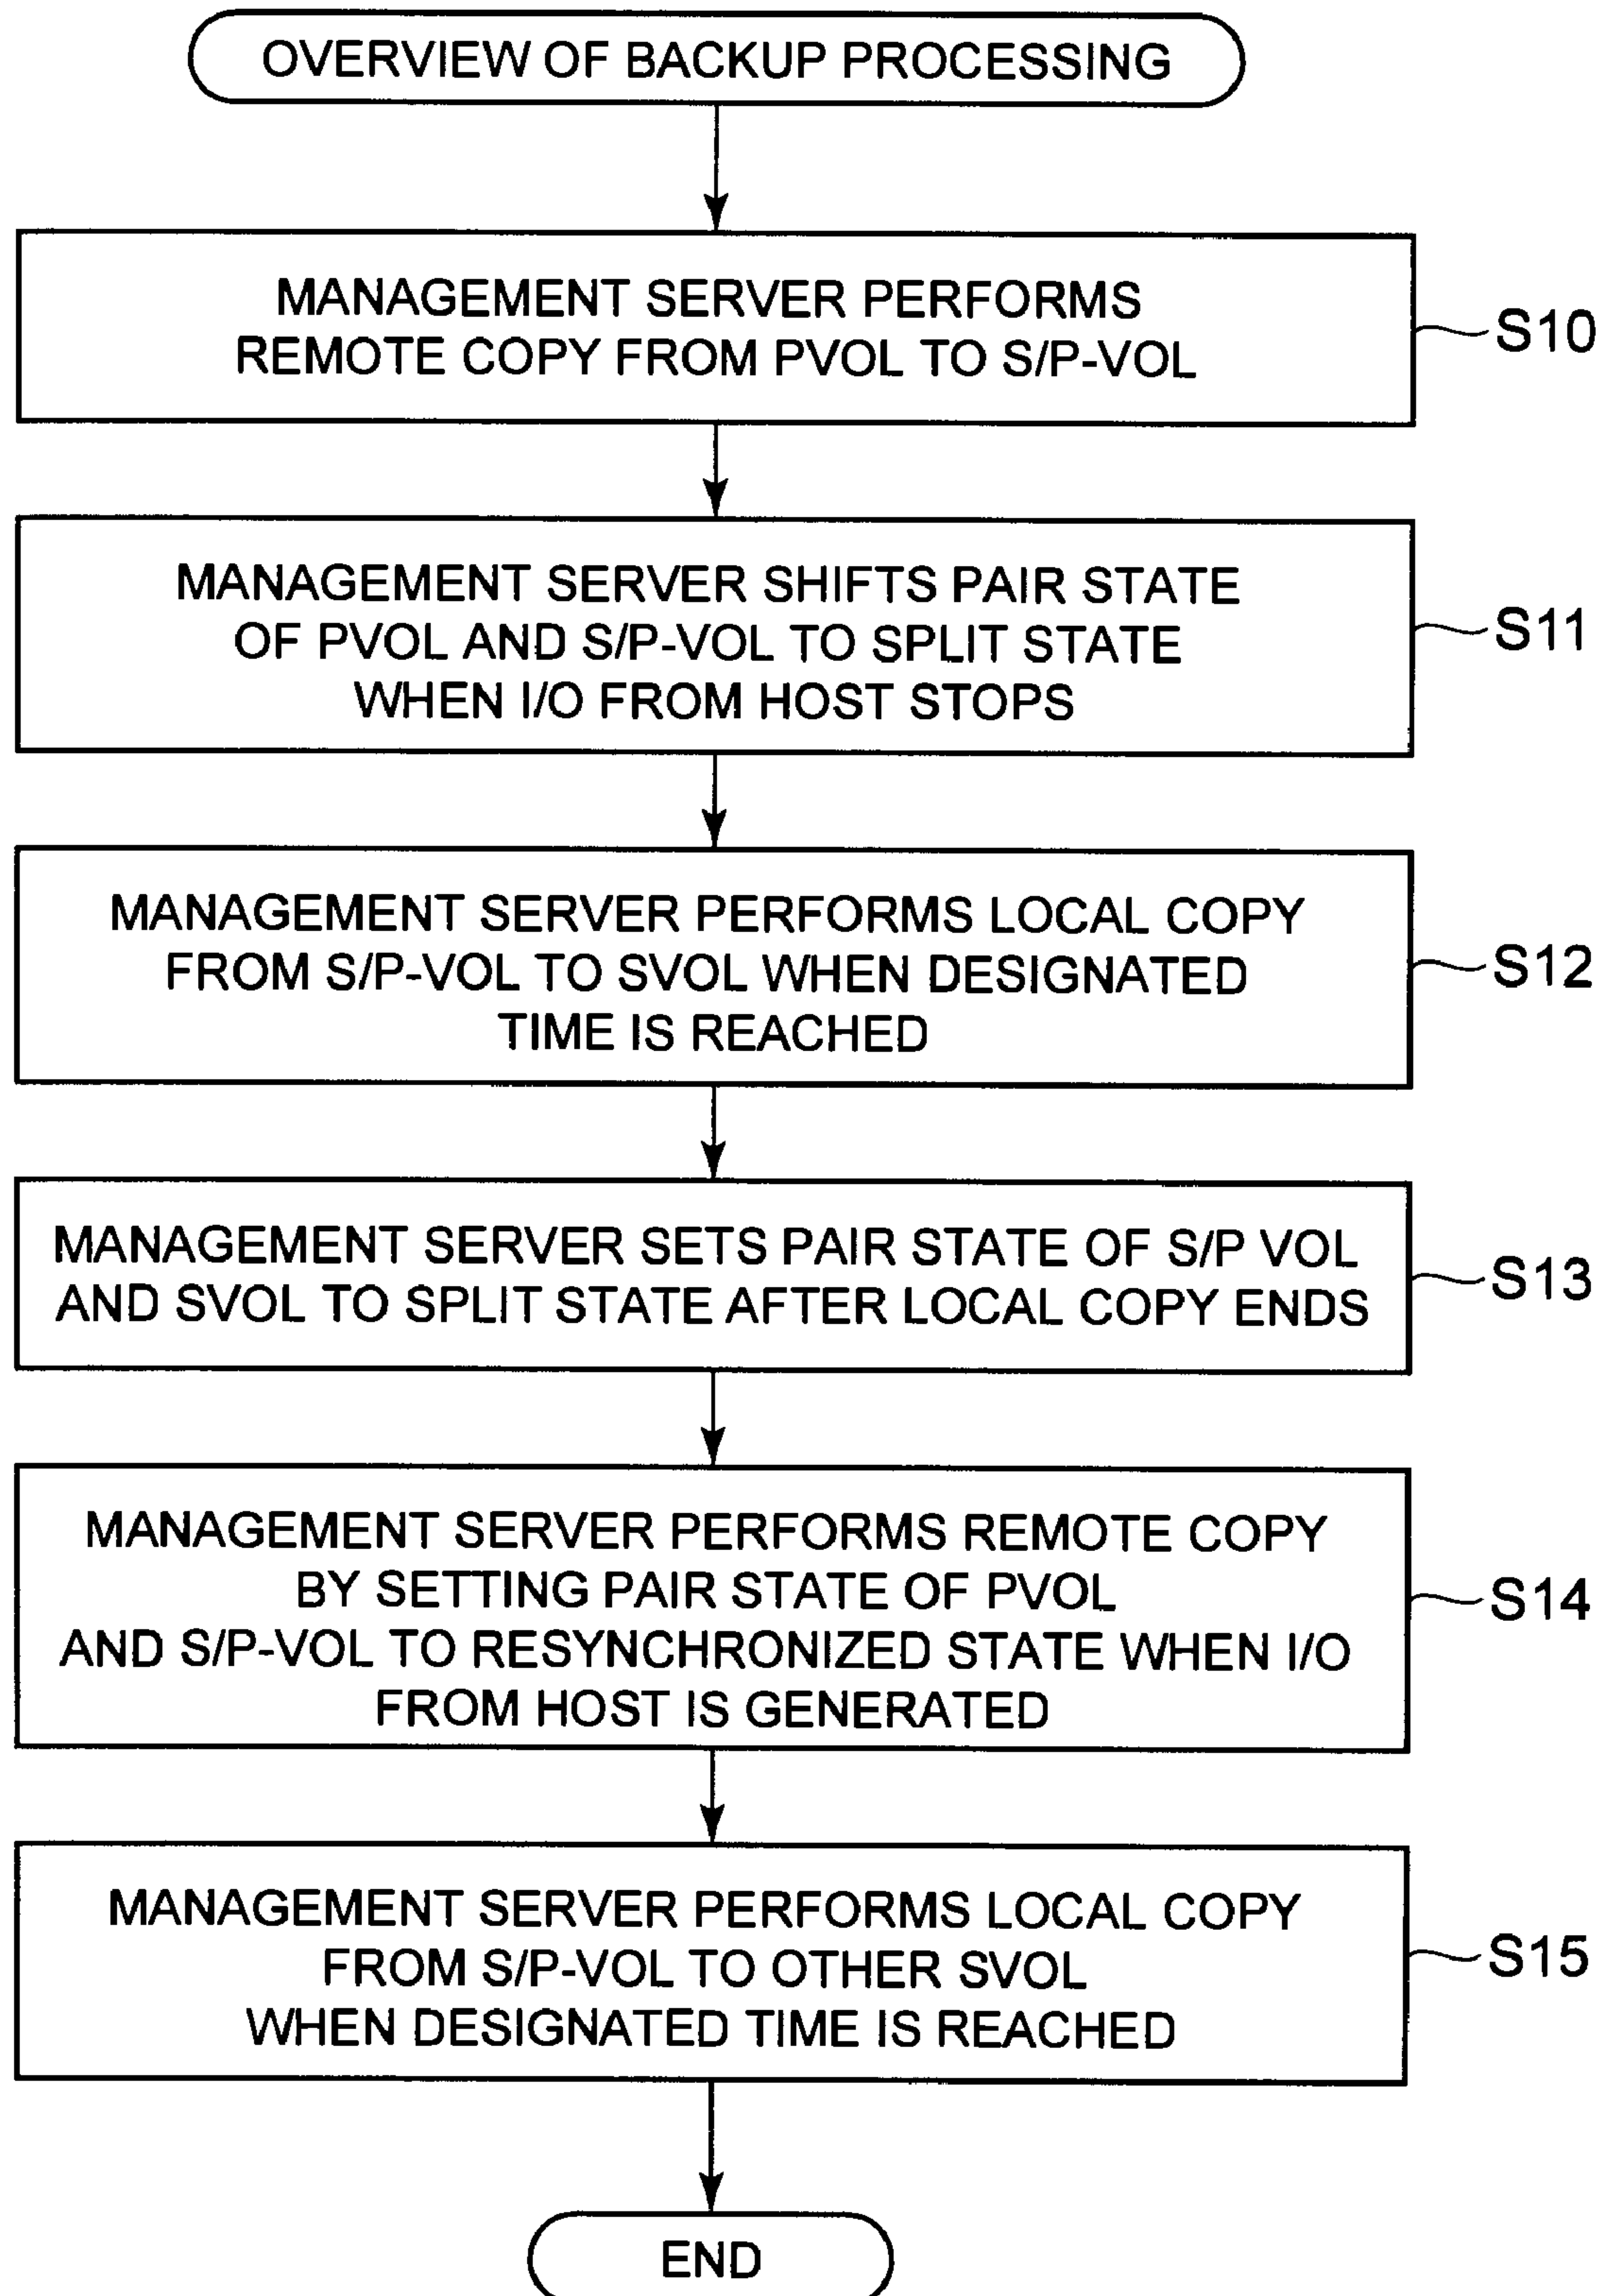 OVERVIEW OF BACKUP PROCESSING
MANAGEMENT SERVER PERFORMS
REMOTE COPY FROM PVOL TO S/P-VOL
S10
MANAGEMENT SERVER SHIFTS PAIR STATE
OF PVOL AND S/P-VOL TO SPLIT STATE
WHEN I/O FROM HOST STOPS
S11
MANAGEMENT SERVER PERFORMS LOCAL COPY
FROM S/P-VOL TO SVOL WHEN DESIGNATED
TIME IS REACHED
S12
MANAGEMENT SERVER SETS PAIR STATE OF S/P VOL
AND SVOL TO SPLIT STATE AFTER LOCAL COPY ENDS
S13
MANAGEMENT SERVER PERFORMS REMOTE COPY
BY SETTING PAIR STATE OF PVOL
AND S/P-VOL TO RESYNCHRONIZED STATE WHEN I/O
FROM HOST IS GENERATED
S14
MANAGEMENT SERVER PERFORMS LOCAL COPY
FROM S/P-VOL TO OTHER SVOL
WHEN DESIGNATED TIME IS REACHED
S15
END